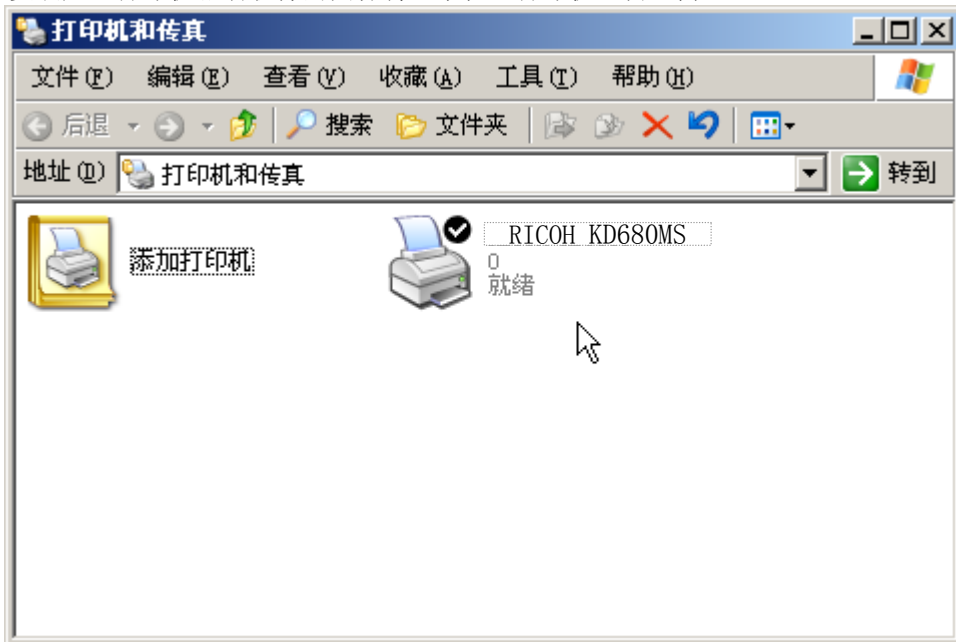 打印机和传真
文件(F) 编辑(E) 查看(V) 收藏(A) 工具(T) 帮助(H)
后退 搜索 文件夹
地址(D) 打印机和传真 转到
添加打印机
RICOH KD680MS
0
就绪